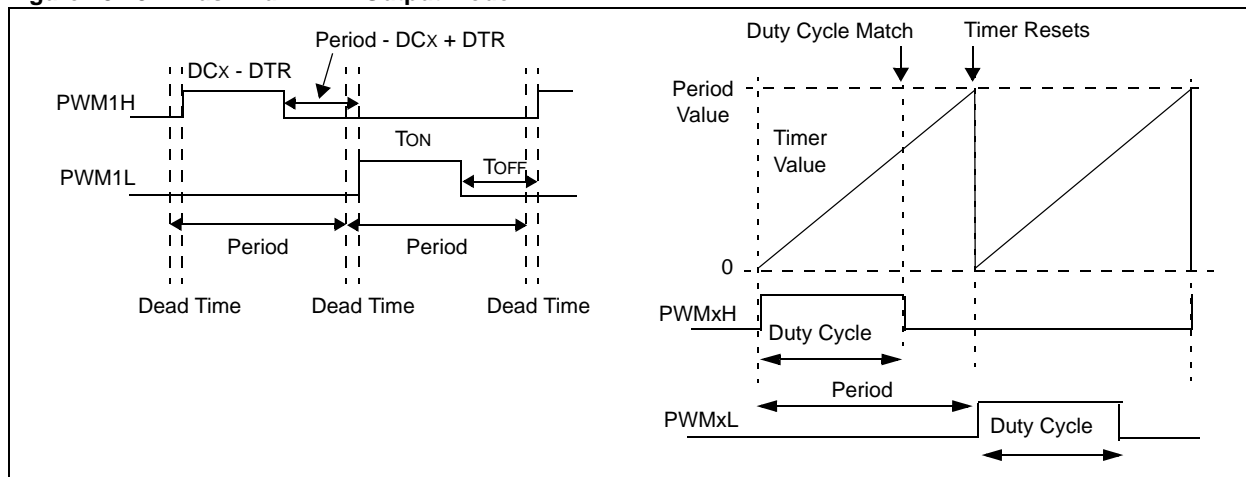 Period - DCX + DTR
DCX - DTR
PWM1H
TON
TOFF
PWM1L
Period
Period
Dead Time
Dead Time
Dead Time
Duty Cycle Match
Timer Resets
Period
Value
Timer
Value
0
PWMxH
Duty Cycle
Period
PWMxL
Duty Cycle